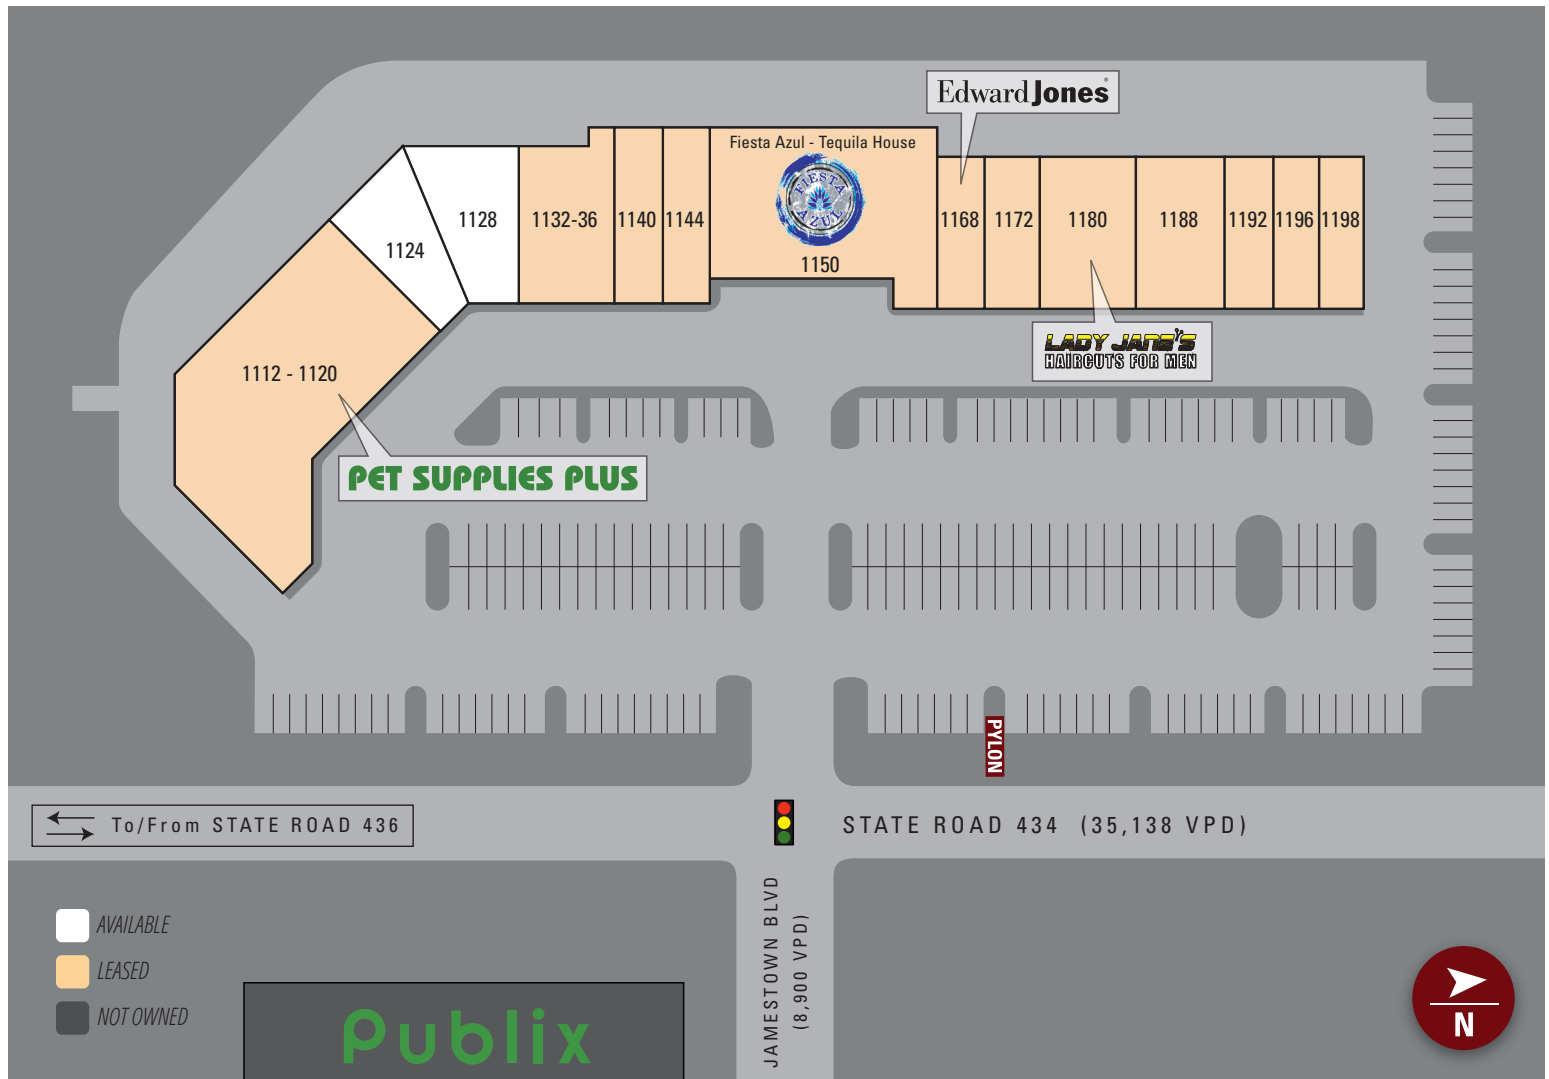 Edward Jones
Fiesta Azul - Tequila House
FIESTA
AZUL
1150
1112 - 1120
1124
1128
1132-36
1140
1144
1168
1172
1180
1188
1192
1196
1198
LADY JANE'S
HAIRCUTS FOR MEN
PET SUPPLIES PLUS
PYLON
To/From STATE ROAD 436
STATE ROAD 434 (35,138 VPD)
JAMESTOWN BLVD
(8,900 VPD)
AVAILABLE
LEASED
NOT OWNED
Publix
N